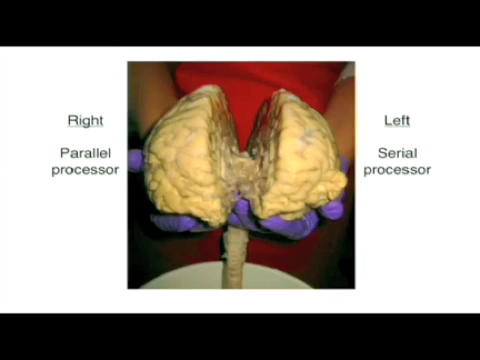 Right
Left
Parallel
processor
Serial
processor